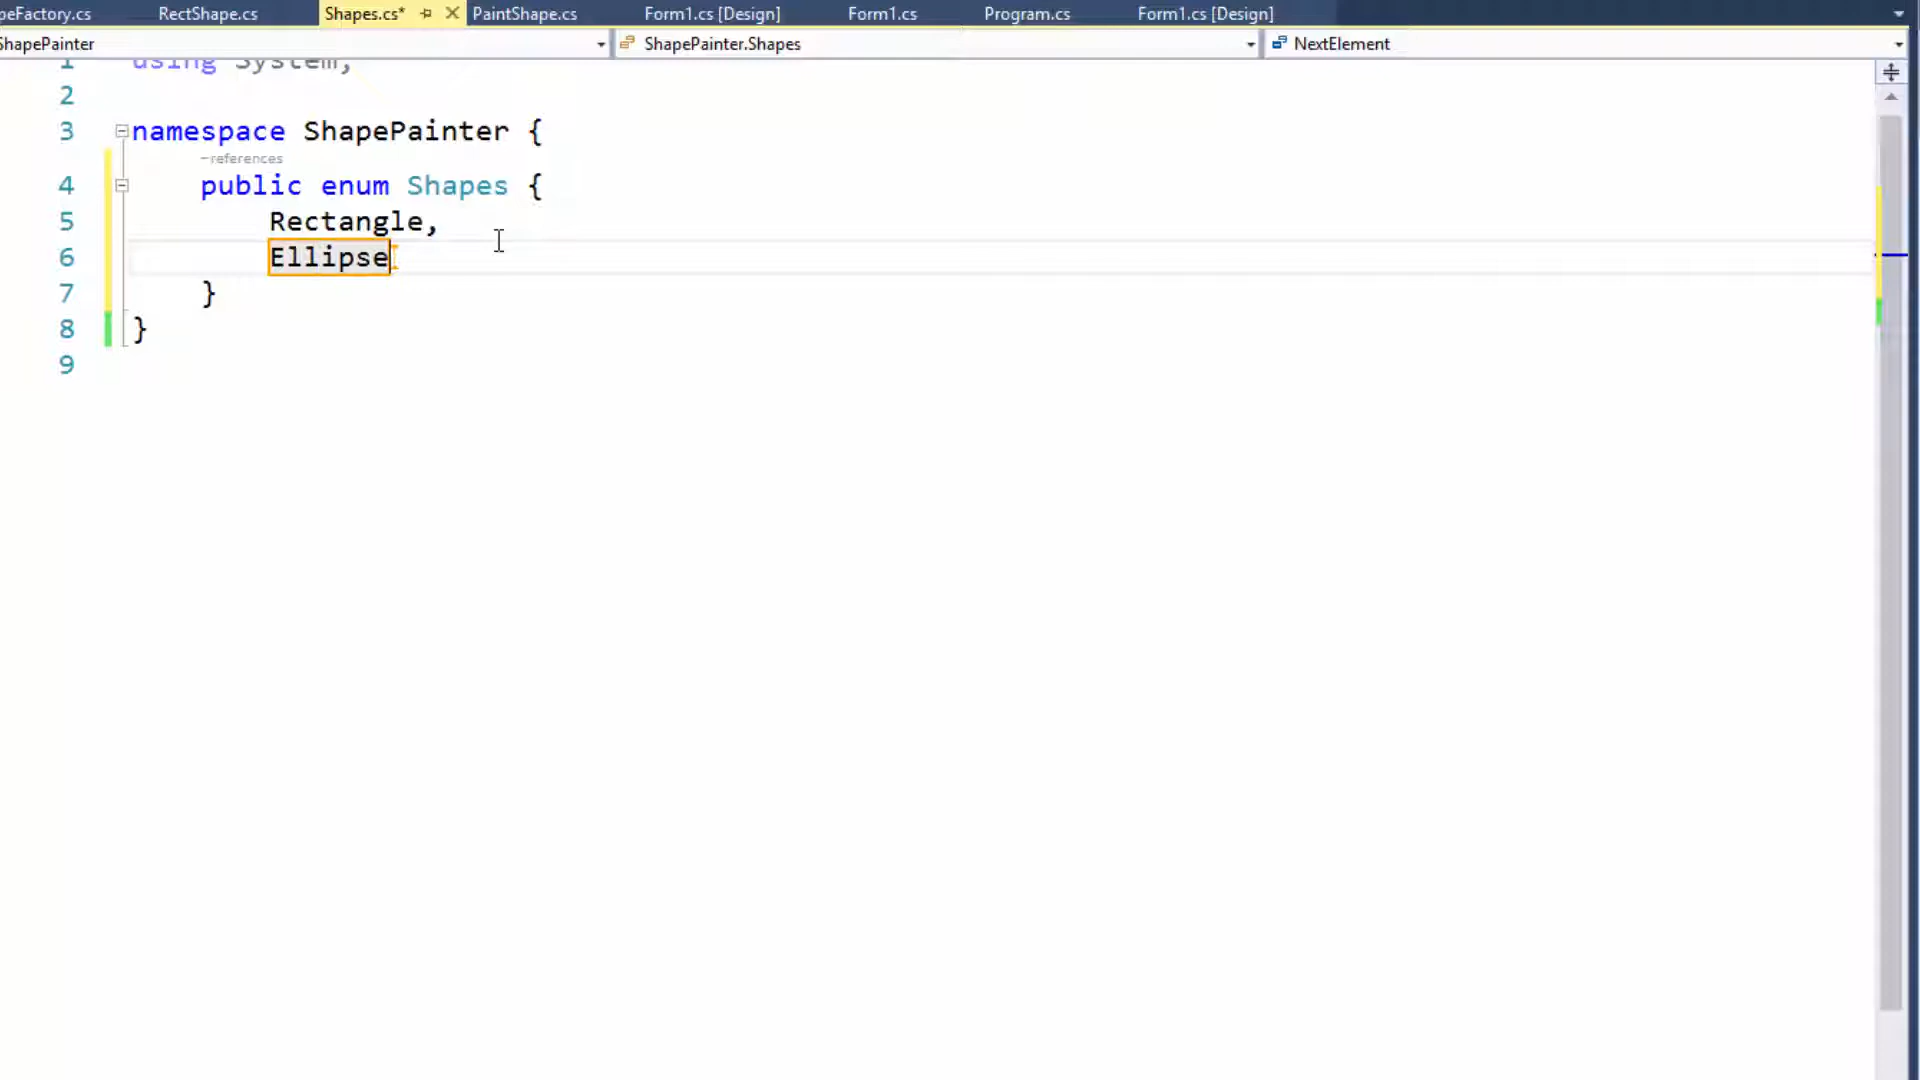 peFactory.cs RectShape.cs Shapes.cs* PaintShape.cs Form1.cs [Design] Form1.cs Program.cs Form1.cs [Design]
ShapePainter ShapePainter.Shapes NextElement
1 using System;
2
3 namespace ShapePainter {
-references
4 public enum Shapes {
5 Rectangle,
6 Ellipse
7 }
8 }
9